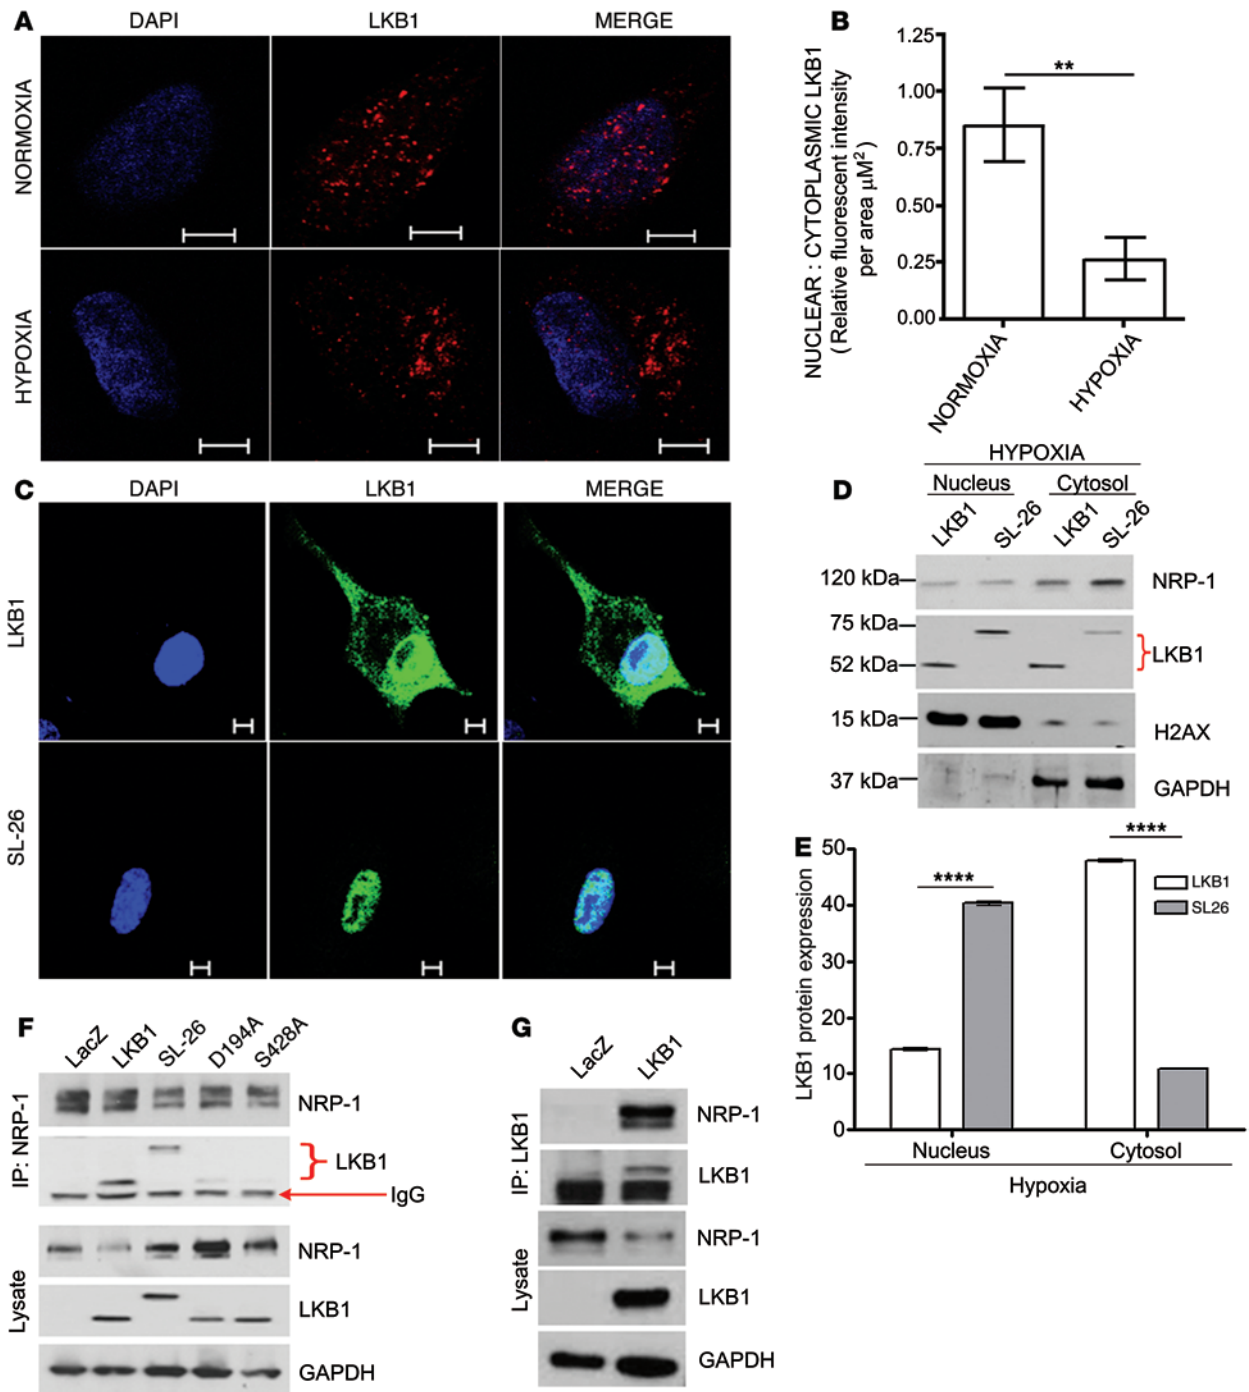 A
DAPI
LKB1
MERGE
NORMOXIA
HYPOXIA
B
NUCLEAR : CYTOPLASMIC LKB1
(Relative fluorescent intensity
per area µM²)
1.25
1.00
0.75
0.50
0.25
0.00
**
NORMOXIA
HYPOXIA
C
DAPI
LKB1
MERGE
LKB1
SL-26
D
HYPOXIA
Nucleus
Cytosol
LKB1
SL-26
LKB1
SL-26
120 kDa
NRP-1
75 kDa
52 kDa
LKB1
15 kDa
H2AX
37 kDa
GAPDH
E
LKB1 protein expression
50
40
30
20
10
0
****
****
LKB1
SL26
Nucleus
Cytosol
Hypoxia
F
LacZ
LKB1
SL-26
D194A
S428A
IP: NRP-1
NRP-1
LKB1
IgG
Lysate
NRP-1
LKB1
GAPDH
G
LacZ
LKB1
IP: LKB1
NRP-1
LKB1
Lysate
NRP-1
LKB1
GAPDH